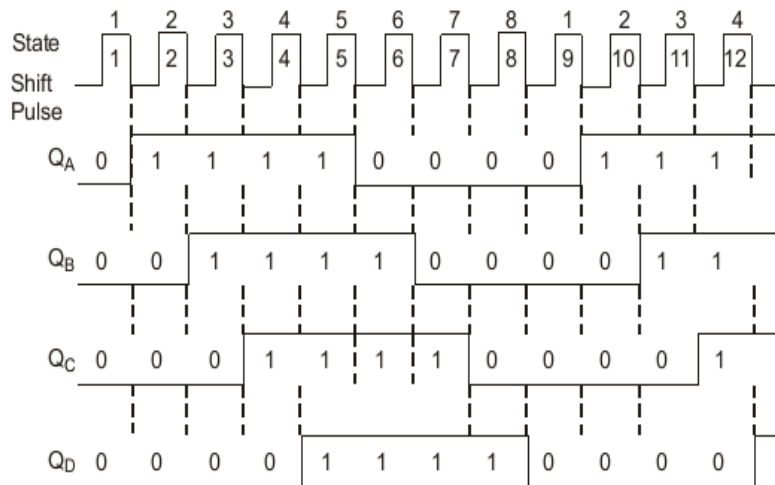 1 2 3 4 5 6 7 8 1 2 3 4
State
1 2 3 4 5 6 7 8 9 10 11 12
Shift
Pulse
QA 0 1 1 1 1 0 0 0 0 1 1 1
QB 0 0 1 1 1 1 0 0 0 0 1 1
QC 0 0 0 1 1 1 1 0 0 0 0 1
QD 0 0 0 0 1 1 1 1 0 0 0 0